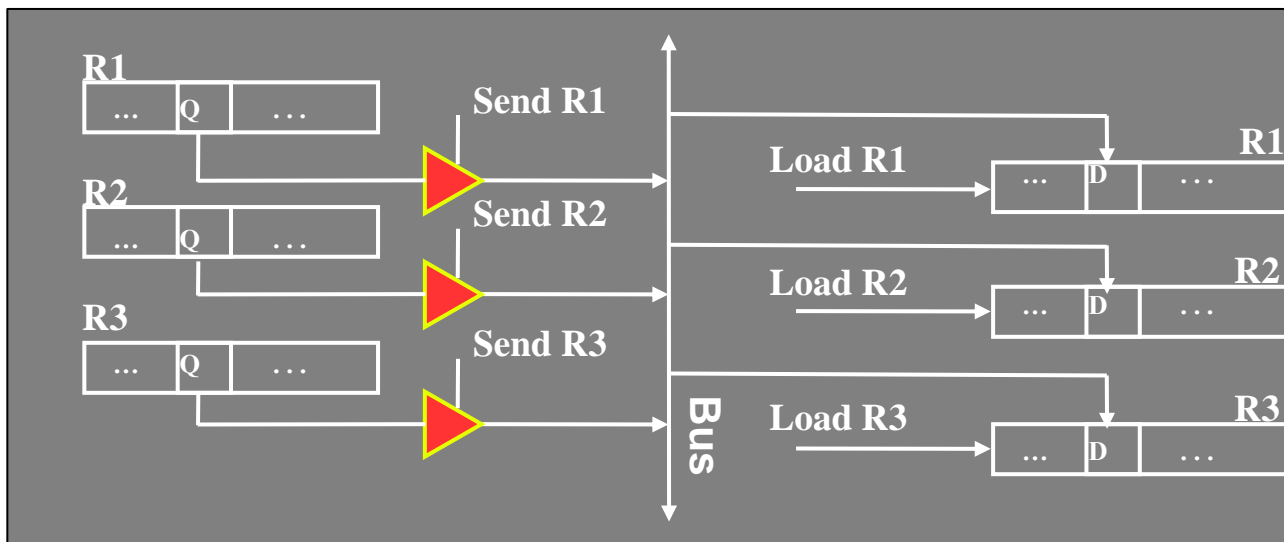 R1
... Q . . .
Send R1
R2
... Q . . .
Send R2
R3
... Q . . .
Send R3
Bus
Load R1
R1
... D . . .
Load R2
R2
... D . . .
Load R3
R3
... D . . .